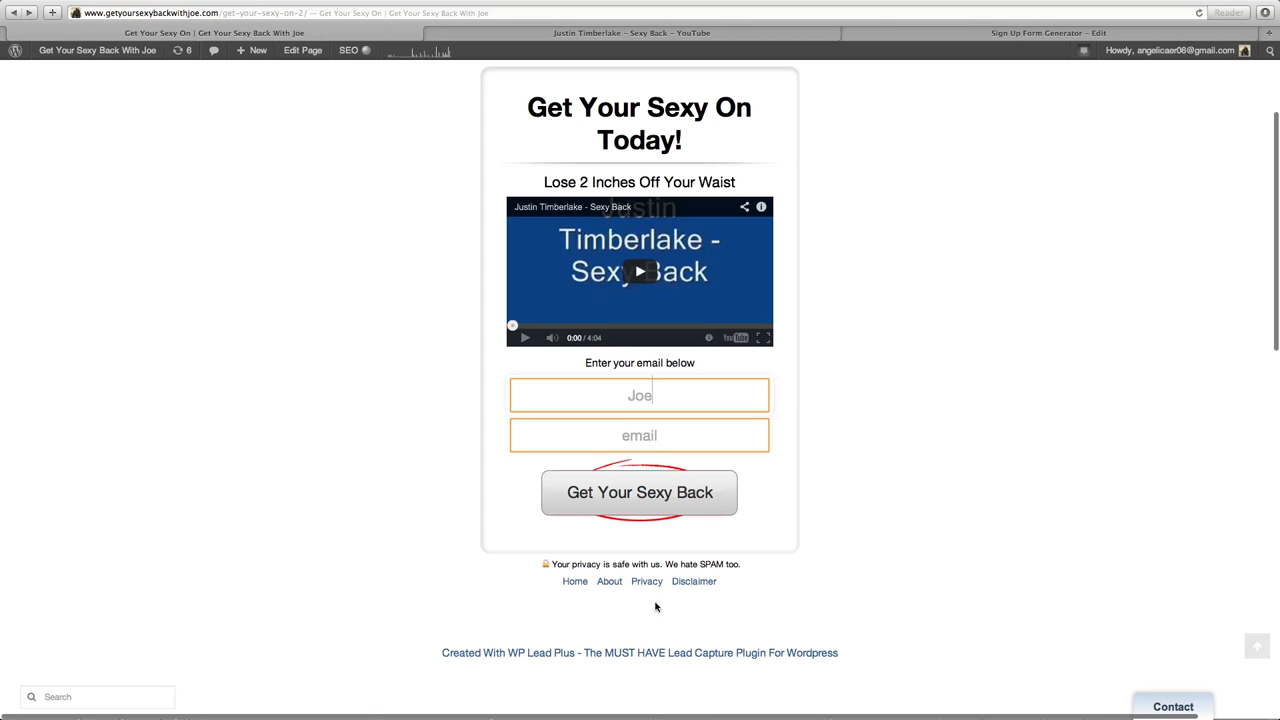 www.getyoursexybackwithjoe.com/get-your-sexy-on-2/ — Get Your Sexy On | Get Your Sexy Back With Joe
Reader
Get Your Sexy On | Get Your Sexy Back With Joe
Justin Timberlake – Sexy Back – YouTube
Sign Up Form Generator – Edit
Get Your Sexy Back With Joe
6
+ New
Edit Page
SEO
Howdy, angelicaer06@gmail.com
Get Your Sexy On
Today!
Lose 2 Inches Off Your Waist
Justin Timberlake - Sexy Back
Justin
Timberlake -
Sexy Back
0:00 / 4:04
YouTube
Enter your email below
Joe
email
Get Your Sexy Back
Your privacy is safe with us. We hate SPAM too.
Home About Privacy Disclaimer
Created With WP Lead Plus - The MUST HAVE Lead Capture Plugin For Wordpress
Search
Contact